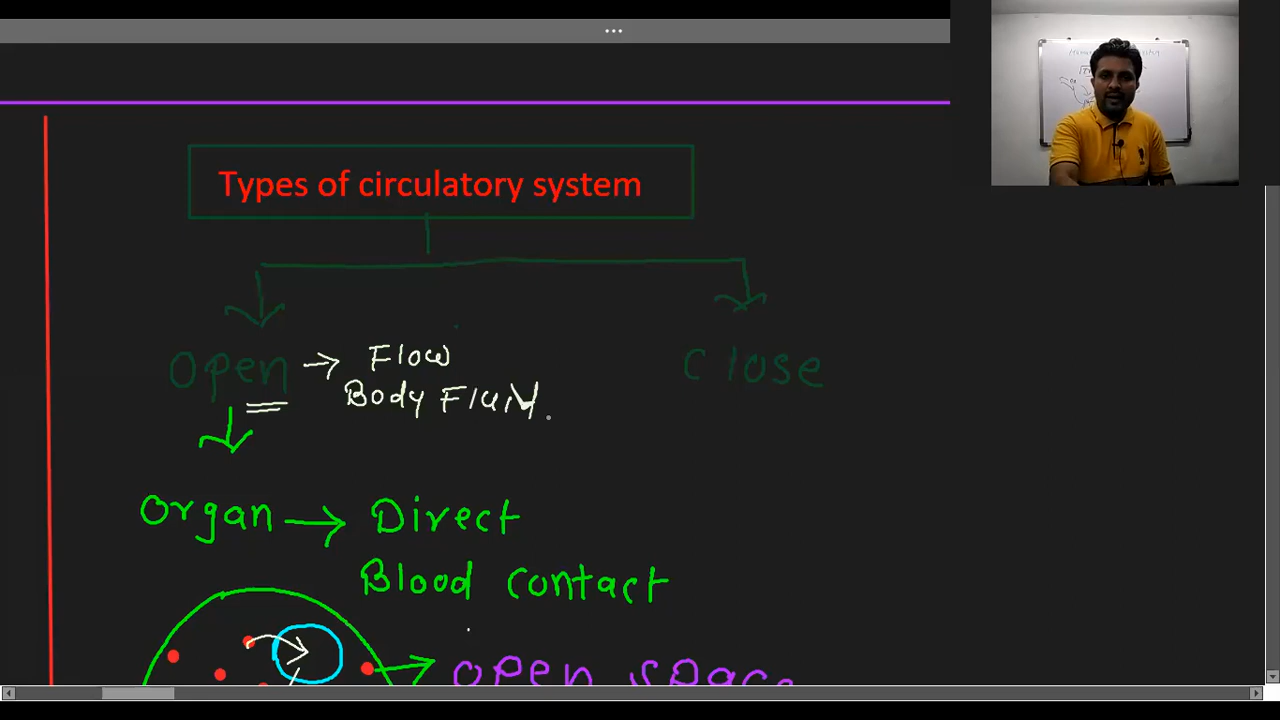 Types of circulatory system
Open → Flow
Body Fluid
Close
Organ → Direct
Blood contact
→ open space